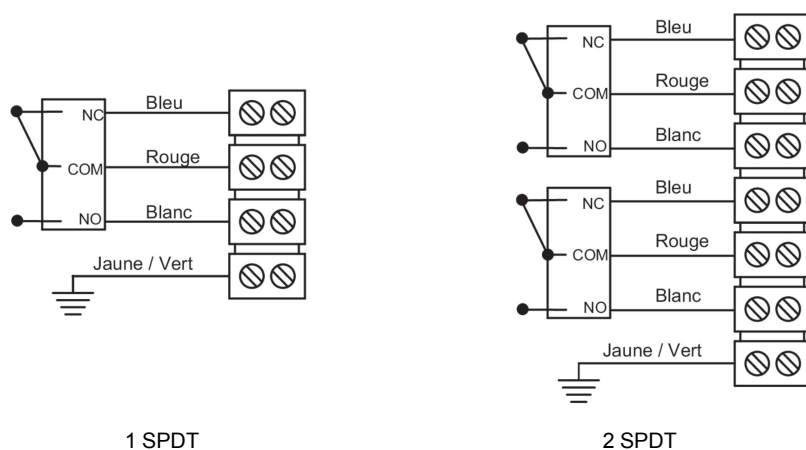 NC
Bleu
COM
Rouge
NO
Blanc
Jaune / Vert
1 SPDT
NC
Bleu
COM
Rouge
NO
Blanc
NC
Bleu
COM
Rouge
NO
Blanc
Jaune / Vert
2 SPDT